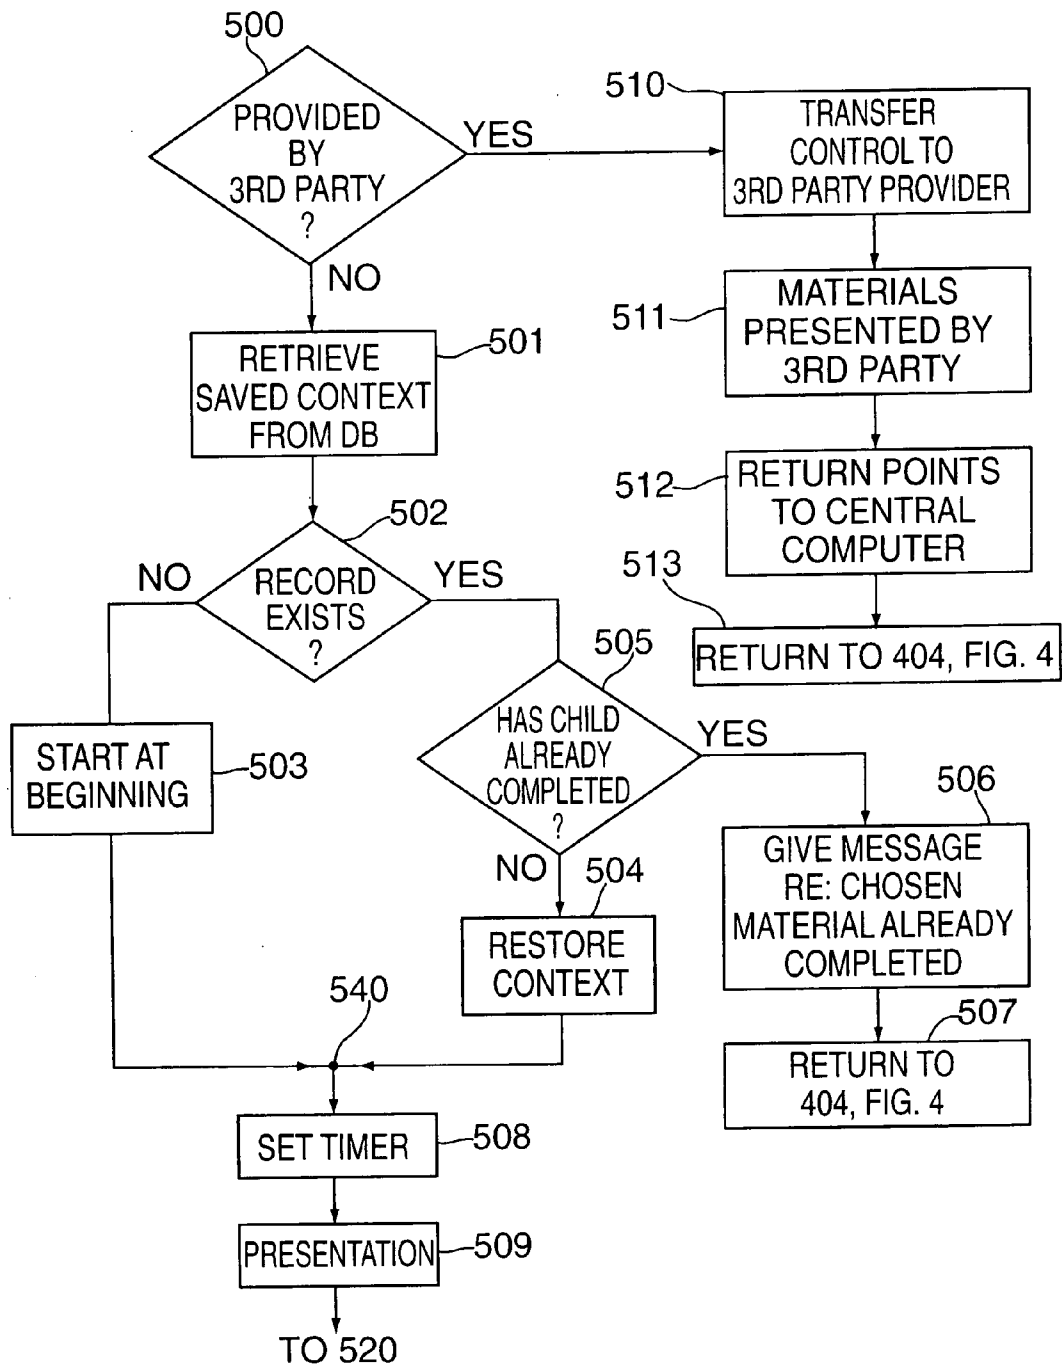 500
PROVIDED
BY
3RD PARTY
?
YES
NO
510
TRANSFER
CONTROL TO
3RD PARTY PROVIDER
511
MATERIALS
PRESENTED BY
3RD PARTY
512
RETURN POINTS
TO CENTRAL
COMPUTER
513
RETURN TO 404, FIG. 4
501
RETRIEVE
SAVED CONTEXT
FROM DB
502
RECORD
EXISTS
?
NO
YES
503
START AT
BEGINNING
505
HAS CHILD
ALREADY
COMPLETED
?
YES
NO
506
GIVE MESSAGE
RE: CHOSEN
MATERIAL ALREADY
COMPLETED
507
RETURN TO
404, FIG. 4
504
RESTORE
CONTEXT
540
508
SET TIMER
509
PRESENTATION
TO 520